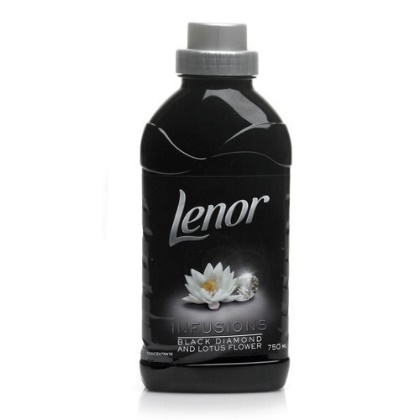 Lenor
INFUSIONS
BLACK DIAMOND
AND LOTUS FLOWER
750 ML